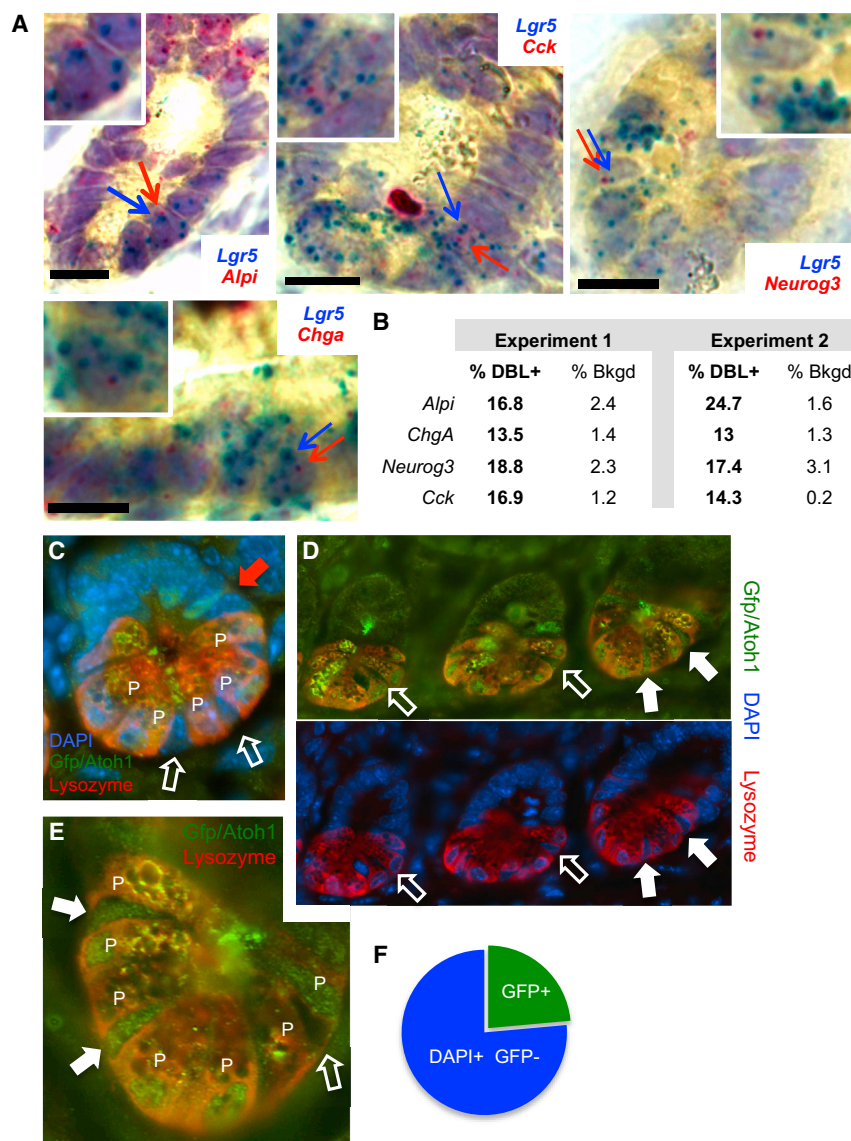 A
Lgr5
Alpi
Lgr5
Cck
Lgr5
Neurog3
Lgr5
Chga
B
Experiment 1 Experiment 2
% DBL+ % Bkgd % DBL+ % Bkgd
Alpi 16.8 2.4 24.7 1.6
ChgA 13.5 1.4 13 1.3
Neurog3 18.8 2.3 17.4 3.1
Cck 16.9 1.2 14.3 0.2
C
P
P
P
P
P
P
DAPI
Gfp/Atoh1
Lysozyme
D
Gfp/Atoh1
DAPI
Lysozyme
E
Gfp/Atoh1
Lysozyme
P
P
P
P
P
P
P
F
GFP+
DAPI+ GFP-